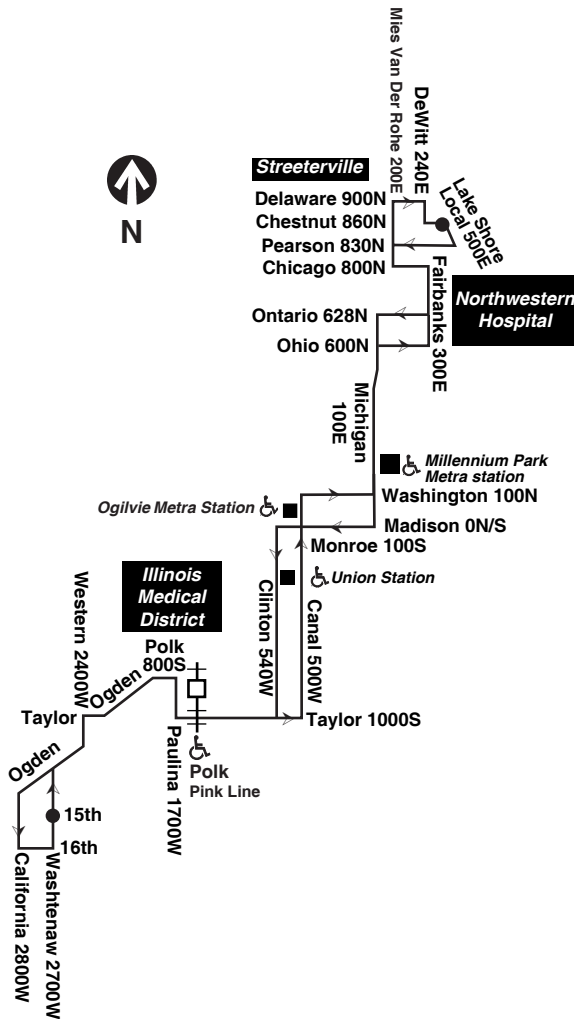 Mies Van Der Rohe 200E
DeWitt 240E
Streeterville
Lake Shore
Local 500E
Delaware 900N
Chestnut 860N
Pearson 830N
Chicago 800N
N
Fairbanks 300E
Northwestern
Hospital
Ontario 628N
Ohio 600N
Michigan
100E
Millennium Park
Metra station
Washington 100N
Ogilvie Metra Station
Madison 0N/S
Monroe 100S
Illinois
Medical
District
Union Station
Clinton 540W
Canal 500W
Western 2400W
Polk
800S
Ogden
Taylor
Taylor 1000S
Paulina 1700W
Polk
Pink Line
Ogden
15th
16th
California 2800W
Washtenaw 2700W